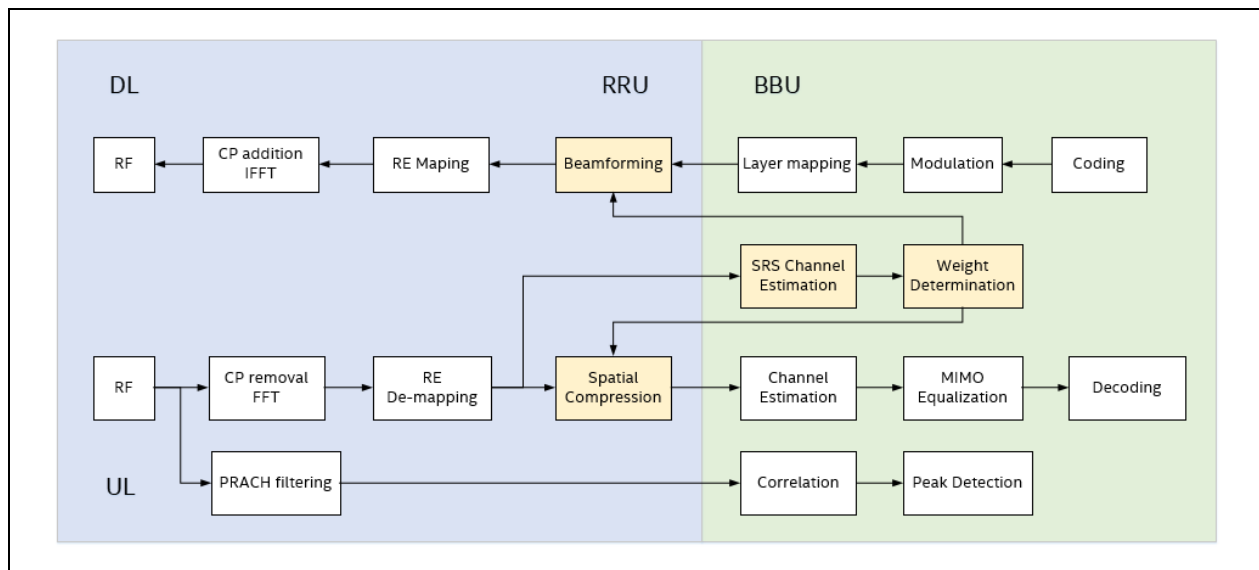 DL
RRU
BBU
RF
CP addition
IFFT
RE Maping
Beamforming
Layer mapping
Modulation
Coding
SRS Channel
Estimation
Weight
Determination
RF
CP removal
FFT
RE
De-mapping
Spatial
Compression
Channel
Estimation
MIMO
Equalization
Decoding
UL
PRACH filtering
Correlation
Peak Detection